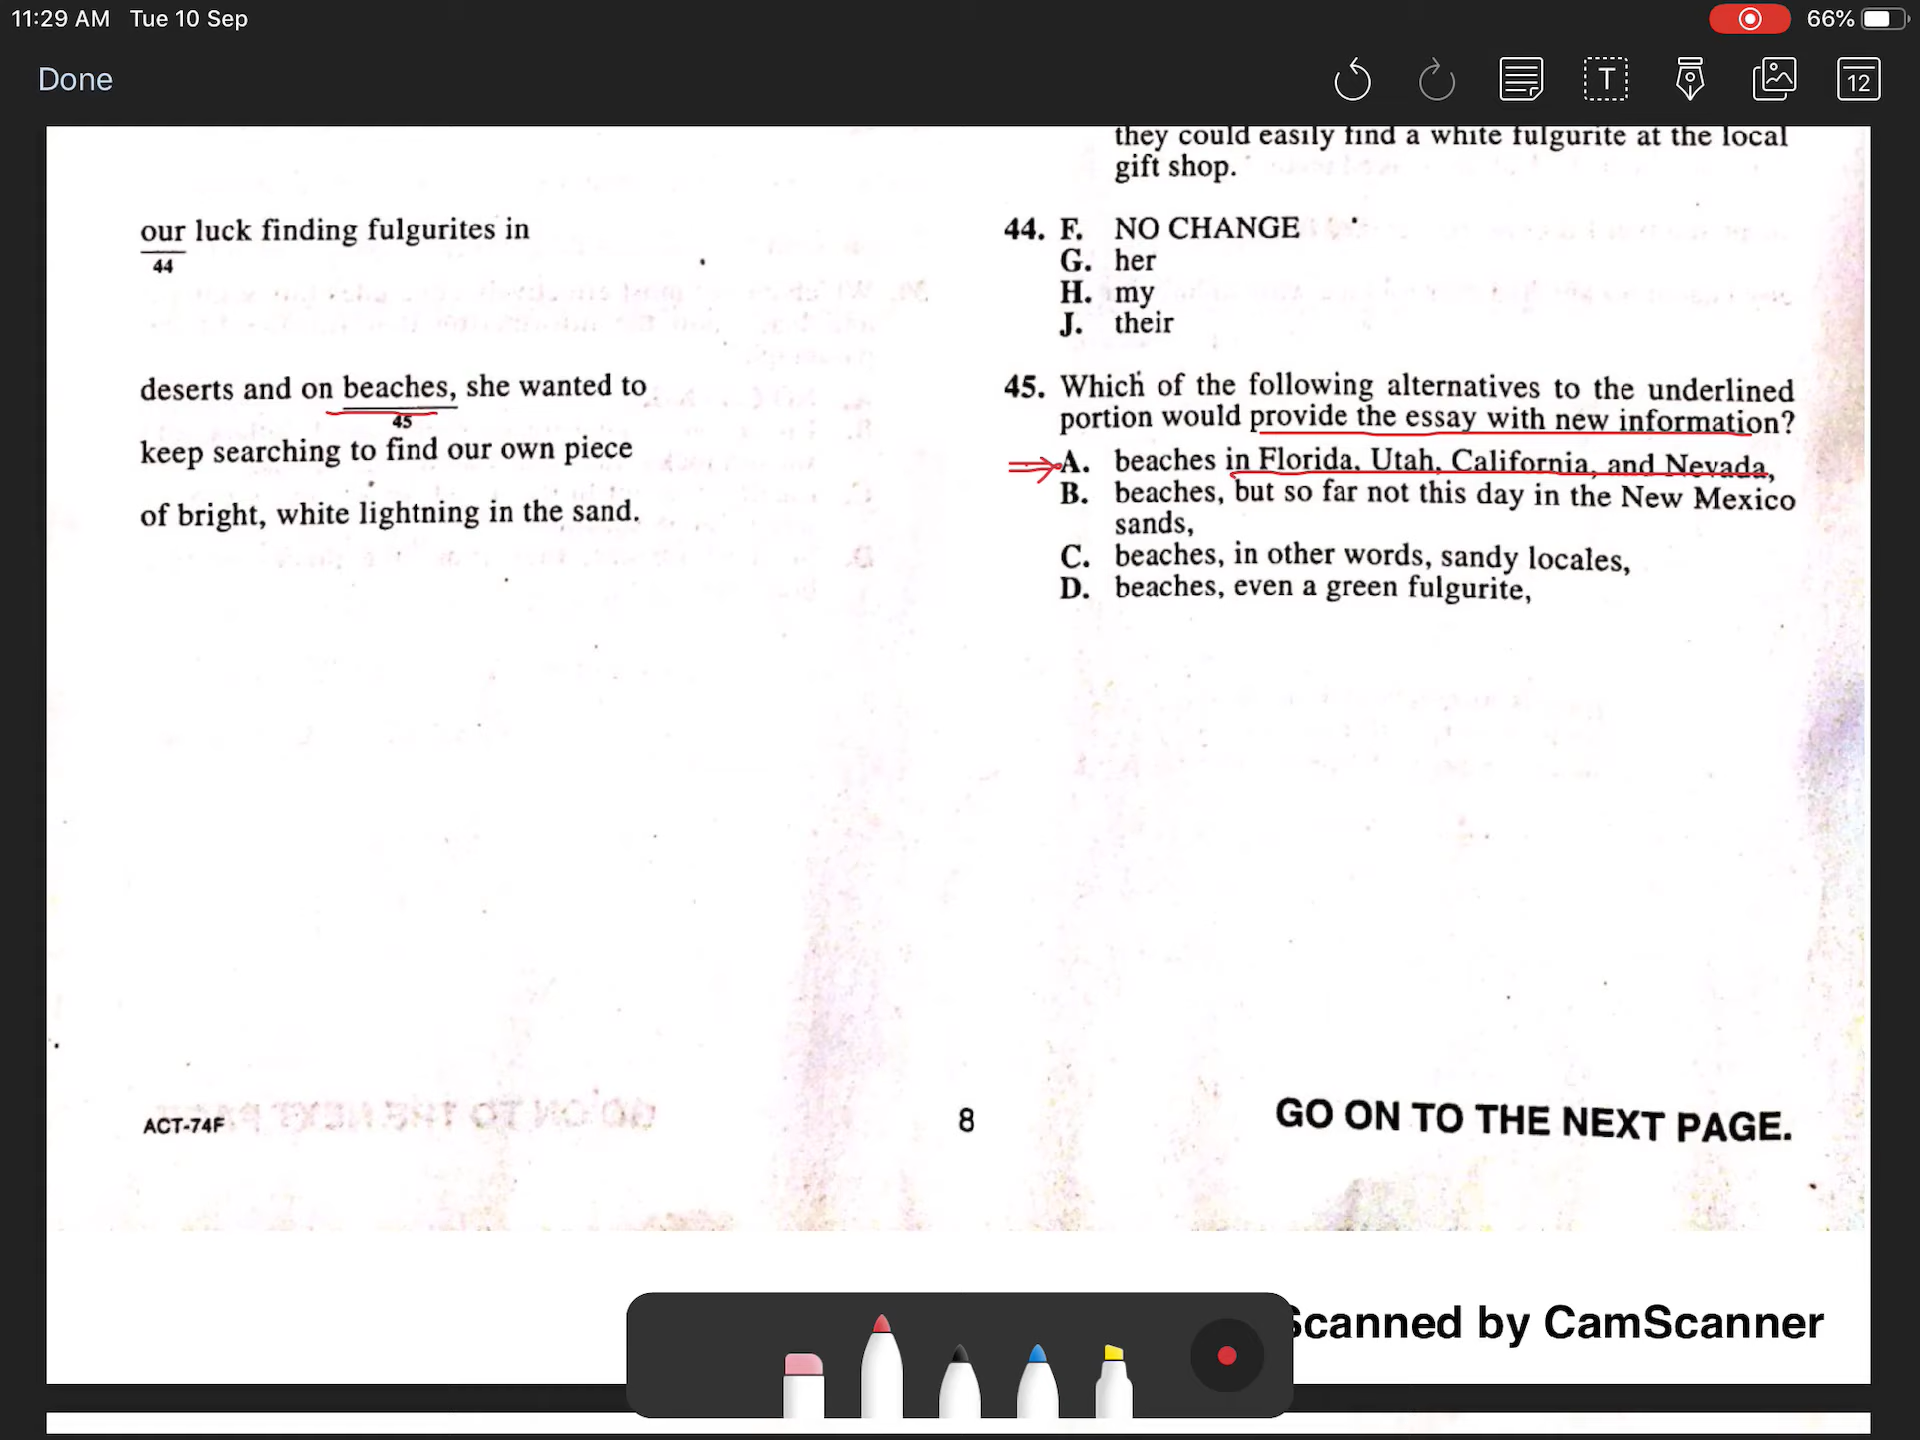 11:29 AM Tue 10 Sep
66%
Done
T
12
they could easily find a white fulgurite at the local
gift shop.
our luck finding fulgurites in
44
deserts and on beaches, she wanted to
45
keep searching to find our own piece
of bright, white lightning in the sand.
44. F. NO CHANGE
G. her
H. my
J. their
45. Which of the following alternatives to the underlined
portion would provide the essay with new information?
A. beaches in Florida, Utah, California, and Nevada,
B. beaches, but so far not this day in the New Mexico
sands,
C. beaches, in other words, sandy locales,
D. beaches, even a green fulgurite,
ACT-74F
8
GO ON TO THE NEXT PAGE.
Scanned by CamScanner